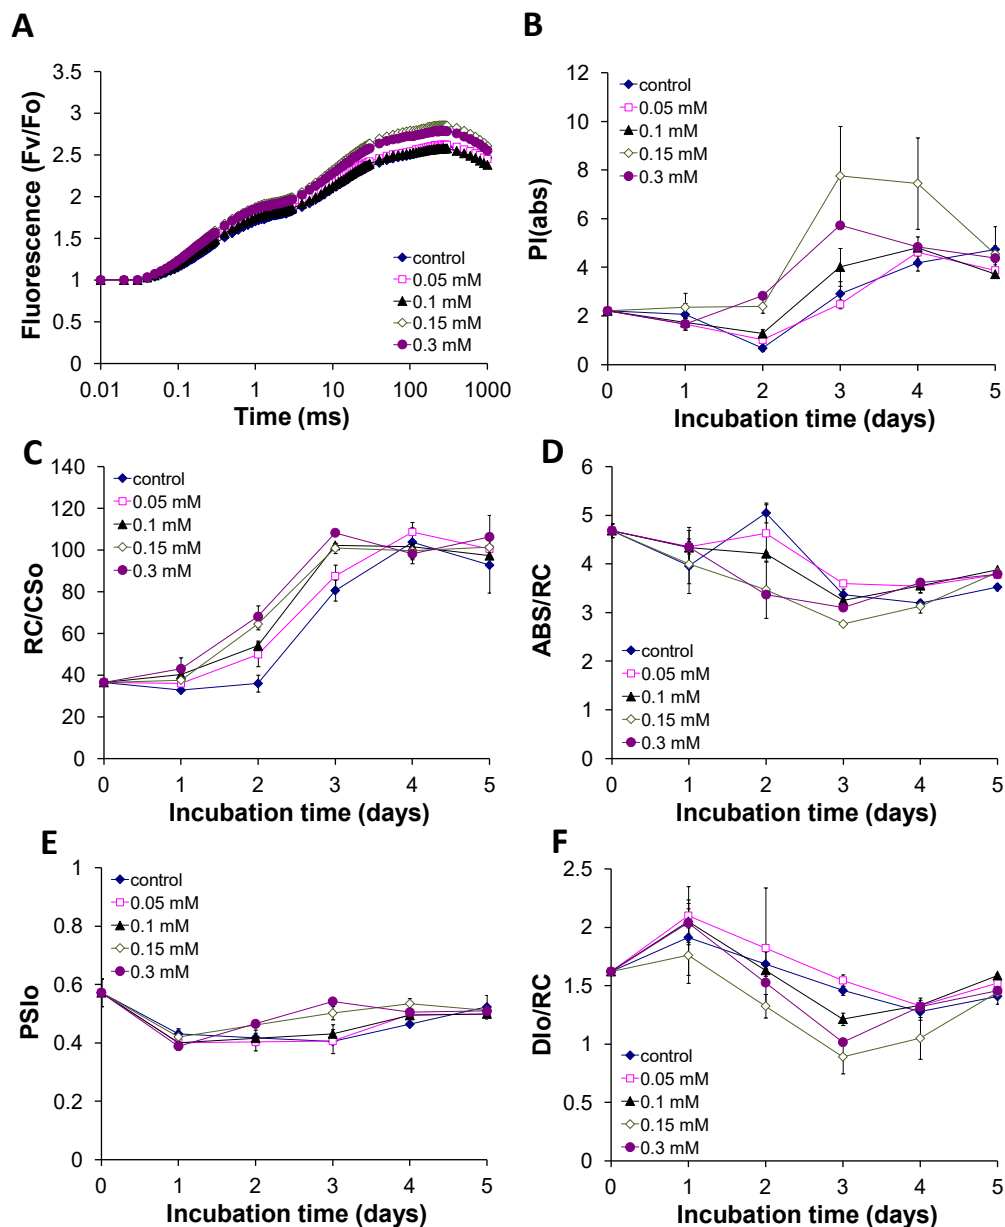 A
Fluorescence (Fv/Fo)
3.5
3
2.5
2
1.5
1
0.5
0
0.01 0.1 1 10 100 1000
Time (ms)
control
0.05 mM
0.1 mM
0.15 mM
0.3 mM
B
PI(abs)
12
10
8
6
4
2
0
0 1 2 3 4 5
Incubation time (days)
control
0.05 mM
0.1 mM
0.15 mM
0.3 mM
C
RC/CSo
140
120
100
80
60
40
20
0
0 1 2 3 4 5
Incubation time (days)
control
0.05 mM
0.1 mM
0.15 mM
0.3 mM
D
ABS/RC
6
5
4
3
2
1
0
0 1 2 3 4 5
Incubation time (days)
control
0.05 mM
0.1 mM
0.15 mM
0.3 mM
E
PSIo
1
0.8
0.6
0.4
0.2
0
0 1 2 3 4 5
Incubation time (days)
control
0.05 mM
0.1 mM
0.15 mM
0.3 mM
F
DIo/RC
2.5
2
1.5
1
0.5
0
0 1 2 3 4 5
Incubation time (days)
control
0.05 mM
0.1 mM
0.15 mM
0.3 mM